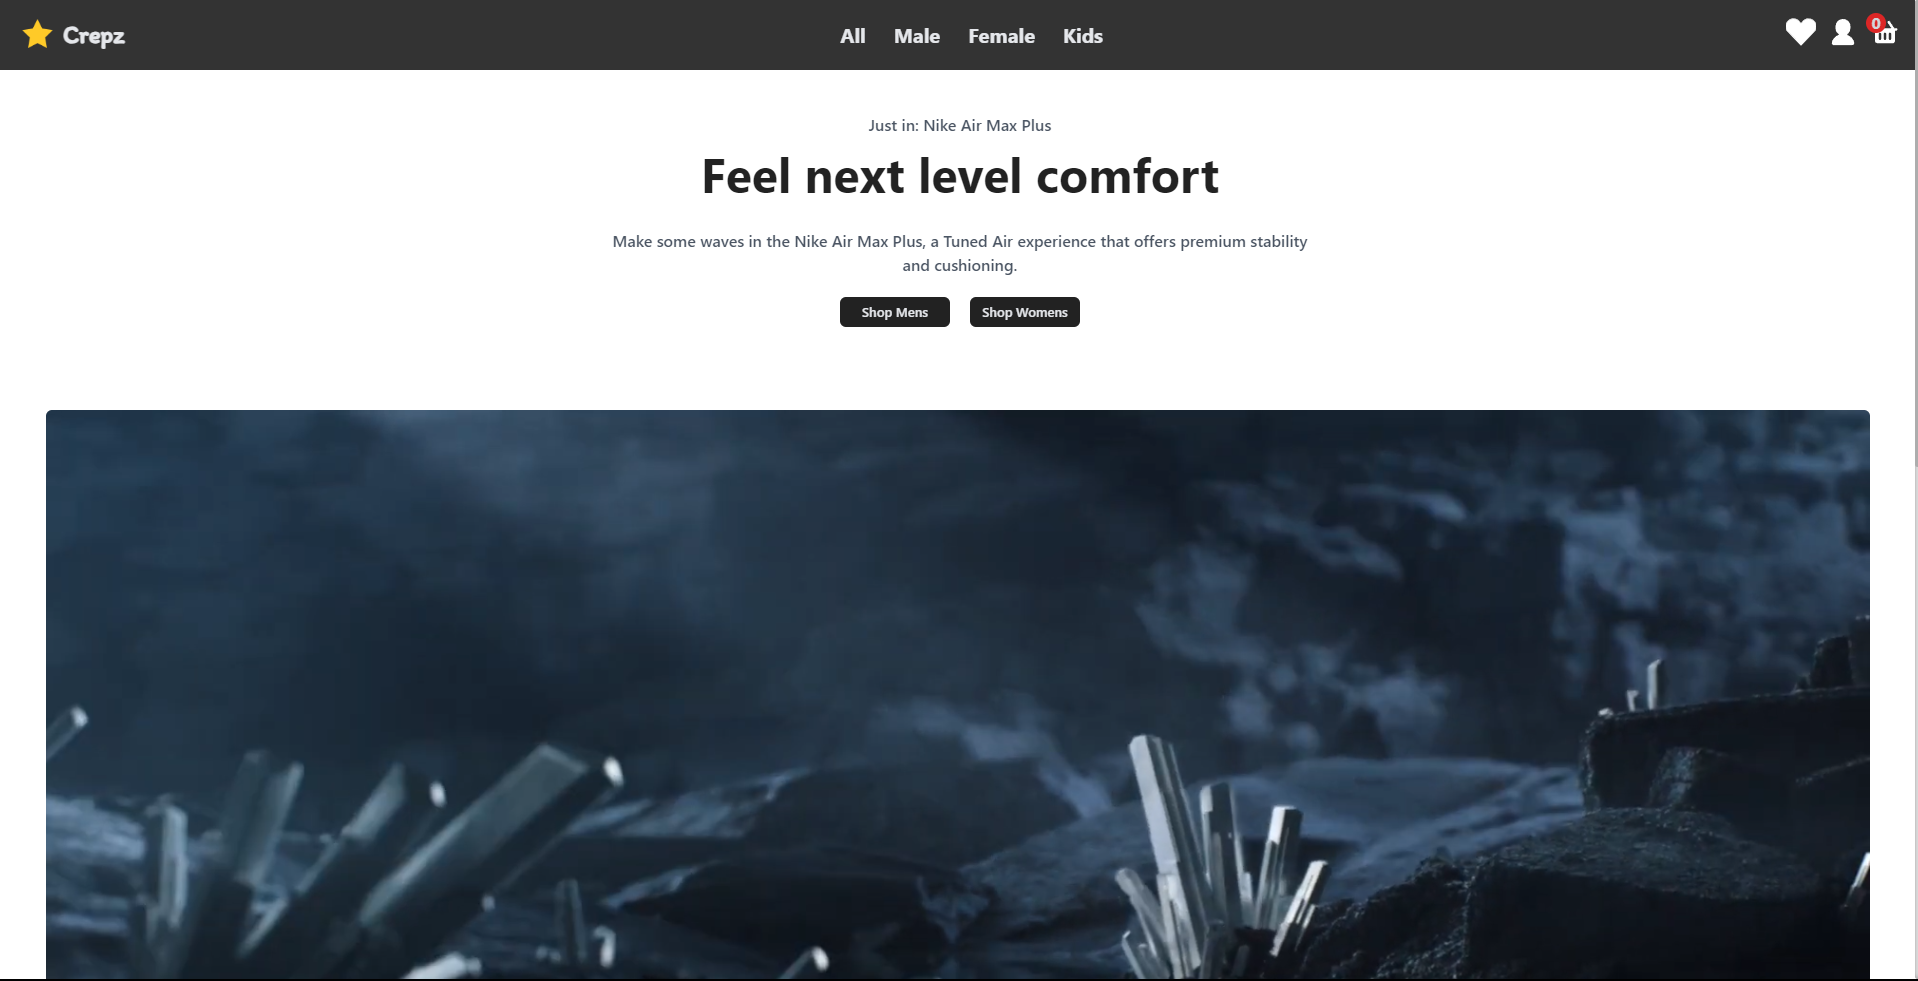 Crepz
All Male Female Kids
0
Just in: Nike Air Max Plus
Feel next level comfort
Make some waves in the Nike Air Max Plus, a Tuned Air experience that offers premium stability
and cushioning.
Shop Mens Shop Womens